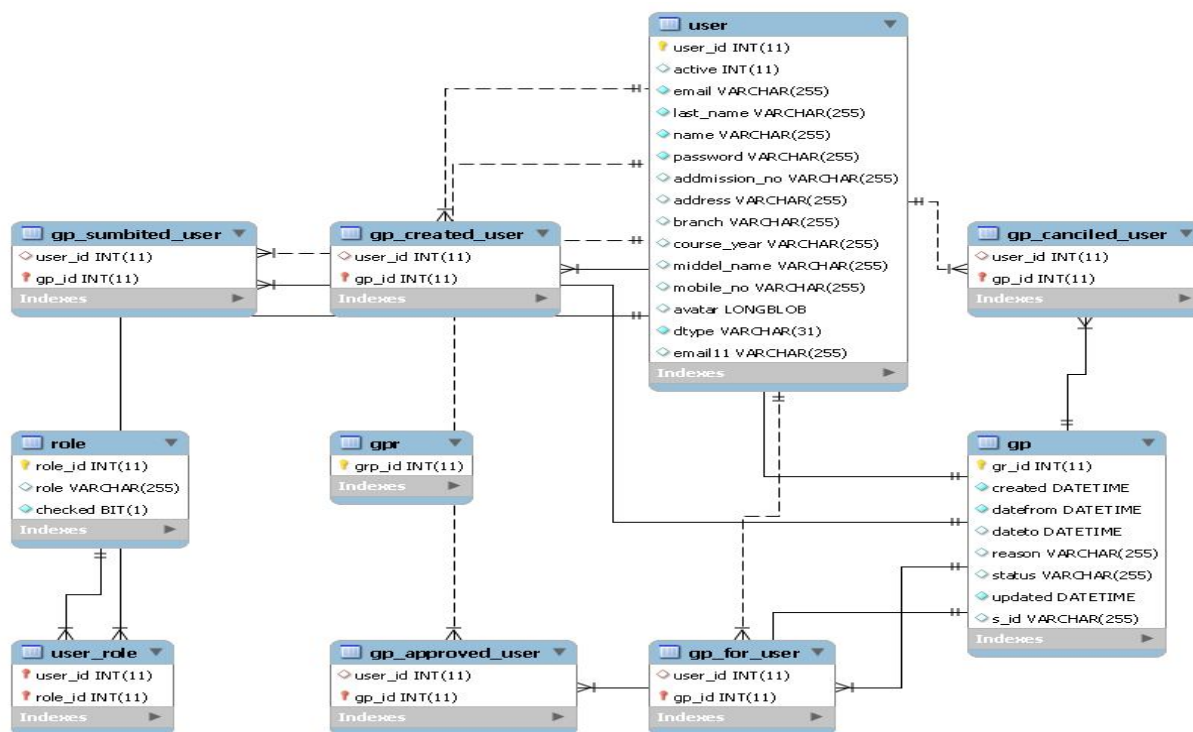 user
user_id INT(11)
active INT(11)
email VARCHAR(255)
last_name VARCHAR(255)
name VARCHAR(255)
password VARCHAR(255)
addmission_no VARCHAR(255)
address VARCHAR(255)
branch VARCHAR(255)
course_year VARCHAR(255)
middel_name VARCHAR(255)
mobile_no VARCHAR(255)
avatar LONGBLOB
dtype VARCHAR(31)
email11 VARCHAR(255)
Indexes
gp_sumbited_user
user_id INT(11)
gp_id INT(11)
Indexes
gp_created_user
user_id INT(11)
gp_id INT(11)
Indexes
gp_canciled_user
user_id INT(11)
gp_id INT(11)
Indexes
role
role_id INT(11)
role VARCHAR(255)
checked BIT(1)
Indexes
gpr
grp_id INT(11)
Indexes
gp
gr_id INT(11)
created DATETIME
datefrom DATETIME
dateto DATETIME
reason VARCHAR(255)
status VARCHAR(255)
updated DATETIME
s_id VARCHAR(255)
Indexes
user_role
user_id INT(11)
role_id INT(11)
Indexes
gp_approved_user
user_id INT(11)
gp_id INT(11)
Indexes
gp_for_user
user_id INT(11)
gp_id INT(11)
Indexes